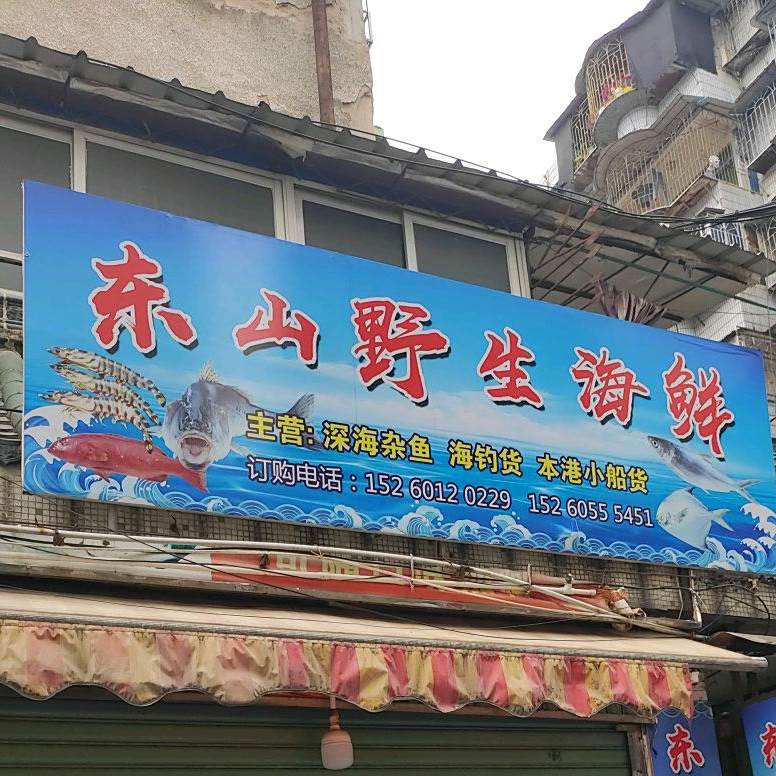 东山野生海鲜
主营: 深海杂鱼 海钓货 本港小船货
订购电话：152 6012 0229 152 6055 5451
东
东